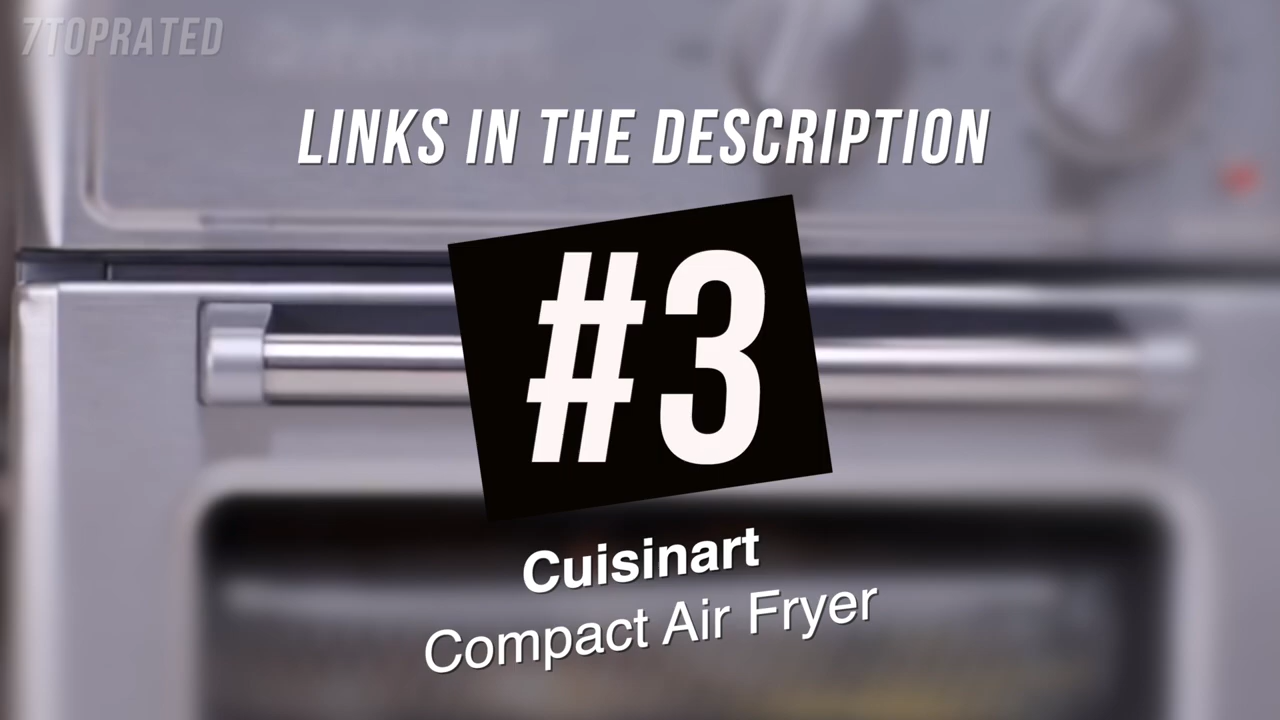 7TOPRATED
LINKS IN THE DESCRIPTION
#3
Cuisinart
Compact Air Fryer